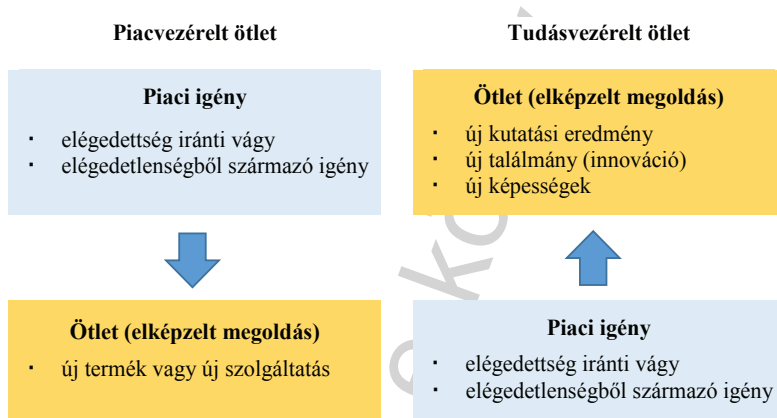 Piacvezérelt ötlet
Piaci igény
· elégedettség iránti vágy
· elégedetlenségből származó igény
Ötlet (elképzelt megoldás)
· új termék vagy új szolgáltatás
Tudásvezérelt ötlet
Ötlet (elképzelt megoldás)
· új kutatási eredmény
· új találmány (innováció)
· új képességek
Piaci igény
· elégedettség iránti vágy
· elégedetlenségből származó igény